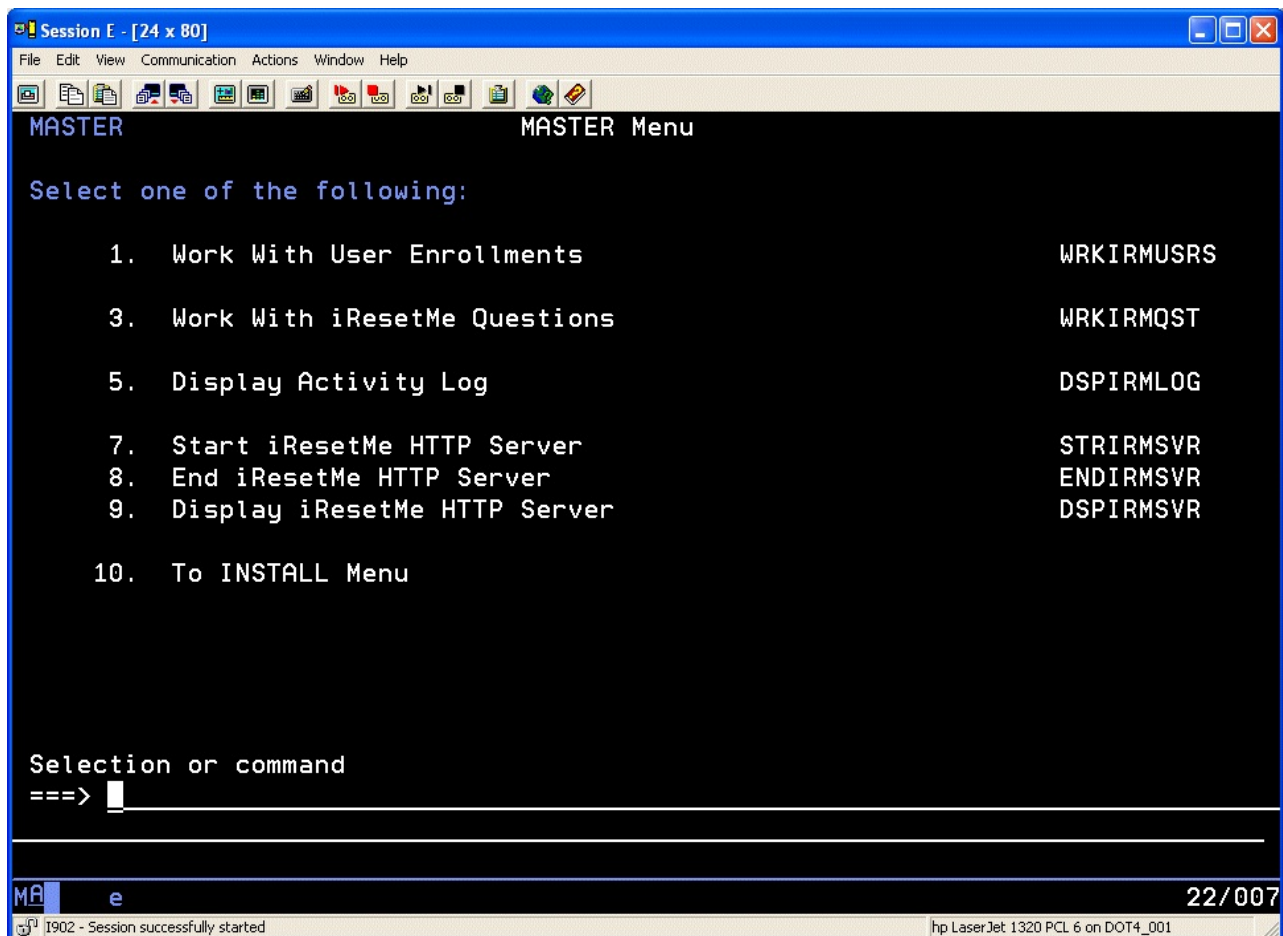 Session E - [24 x 80]
File Edit View Communication Actions Window Help
MASTER MASTER Menu
Select one of the following:
1. Work With User Enrollments WRKIRMUSRS
3. Work With iResetMe Questions WRKIRMQST
5. Display Activity Log DSPIRMLOG
7. Start iResetMe HTTP Server STRIRMSVR
8. End iResetMe HTTP Server ENDIRMSVR
9. Display iResetMe HTTP Server DSPIRMSVR
10. To INSTALL Menu
Selection or command
===>
MA e 22/007
I902 - Session successfully started hp LaserJet 1320 PCL 6 on DOT4_001